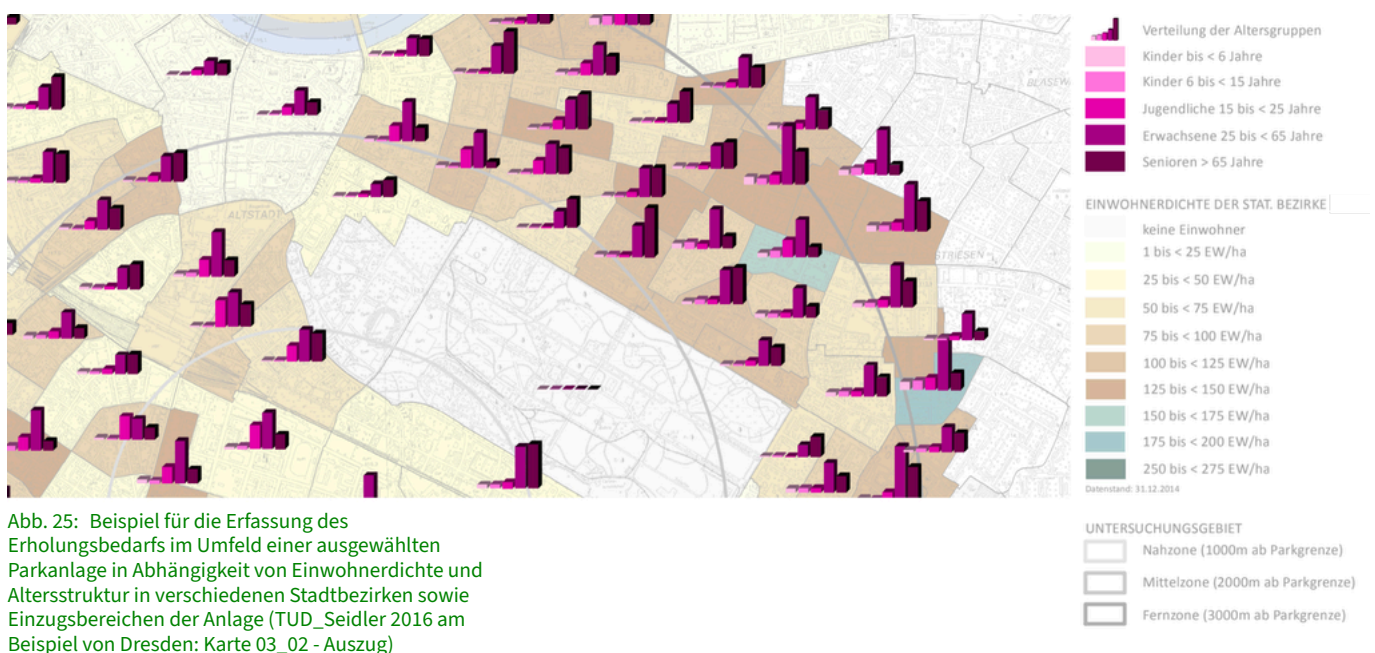 BLASEW
ALTSTADT
STRIESEN
Verteilung der Altersgruppen
Kinder bis < 6 Jahre
Kinder 6 bis < 15 Jahre
Jugendliche 15 bis < 25 Jahre
Erwachsene 25 bis < 65 Jahre
Senioren > 65 Jahre
EINWOHNERDICHTE DER STAT. BEZIRKE
keine Einwohner
1 bis < 25 EW/ha
25 bis < 50 EW/ha
50 bis < 75 EW/ha
75 bis < 100 EW/ha
100 bis < 125 EW/ha
125 bis < 150 EW/ha
150 bis < 175 EW/ha
175 bis < 200 EW/ha
250 bis < 275 EW/ha
Datenstand: 31.12.2014
UNTERSUCHUNGSGEBIET
Nahzone (1000m ab Parkgrenze)
Mittelzone (2000m ab Parkgrenze)
Fernzone (3000m ab Parkgrenze)
Abb. 25: Beispiel für die Erfassung des
Erholungsbedarfs im Umfeld einer ausgewählten
Parkanlage in Abhängigkeit von Einwohnerdichte und
Altersstruktur in verschiedenen Stadtbezirken sowie
Einzugsbereichen der Anlage (TUD_Seidler 2016 am
Beispiel von Dresden: Karte 03_02 - Auszug)